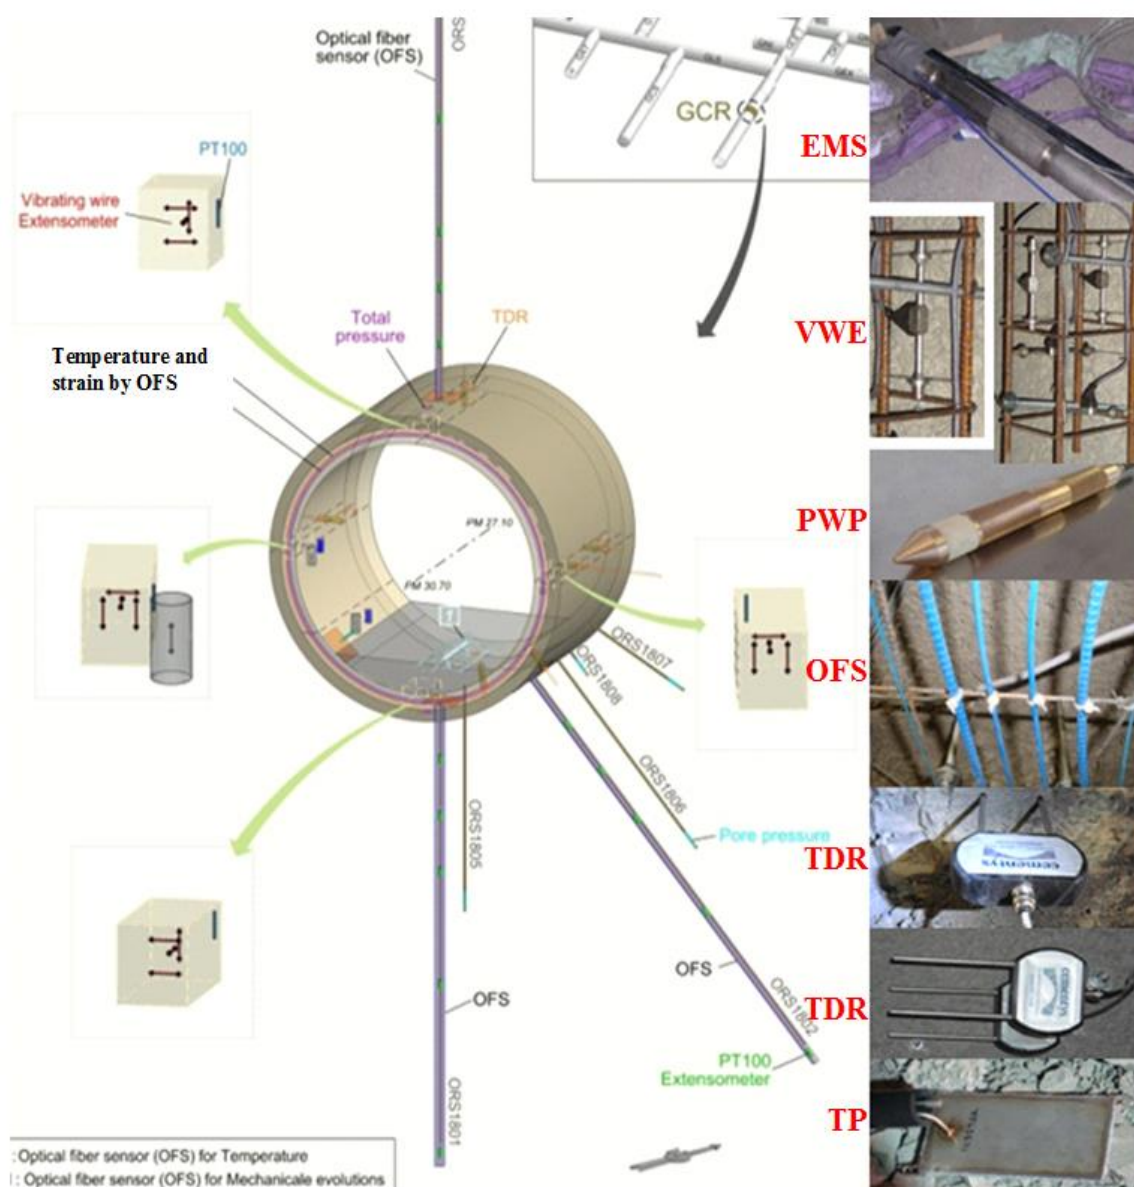 ORS
Optical fiber
sensor (OFS)
GCR
EMS
PT100
Vibrating wire
Extensometer
Total
pressure
TDR
VWE
Temperature and
strain by OFS
PWP
PM 27.10
PM 30.70
OFS
ORS1807
ORS1808
ORS1806
ORS1805
Pore pressure
TDR
cementys
OFS
OFS
ORS1802
TDR
cementys
PT100
Extensometer
ORS1801
TP
: Optical fiber sensor (OFS) for Temperature
: Optical fiber sensor (OFS) for Mechanicale evolutions